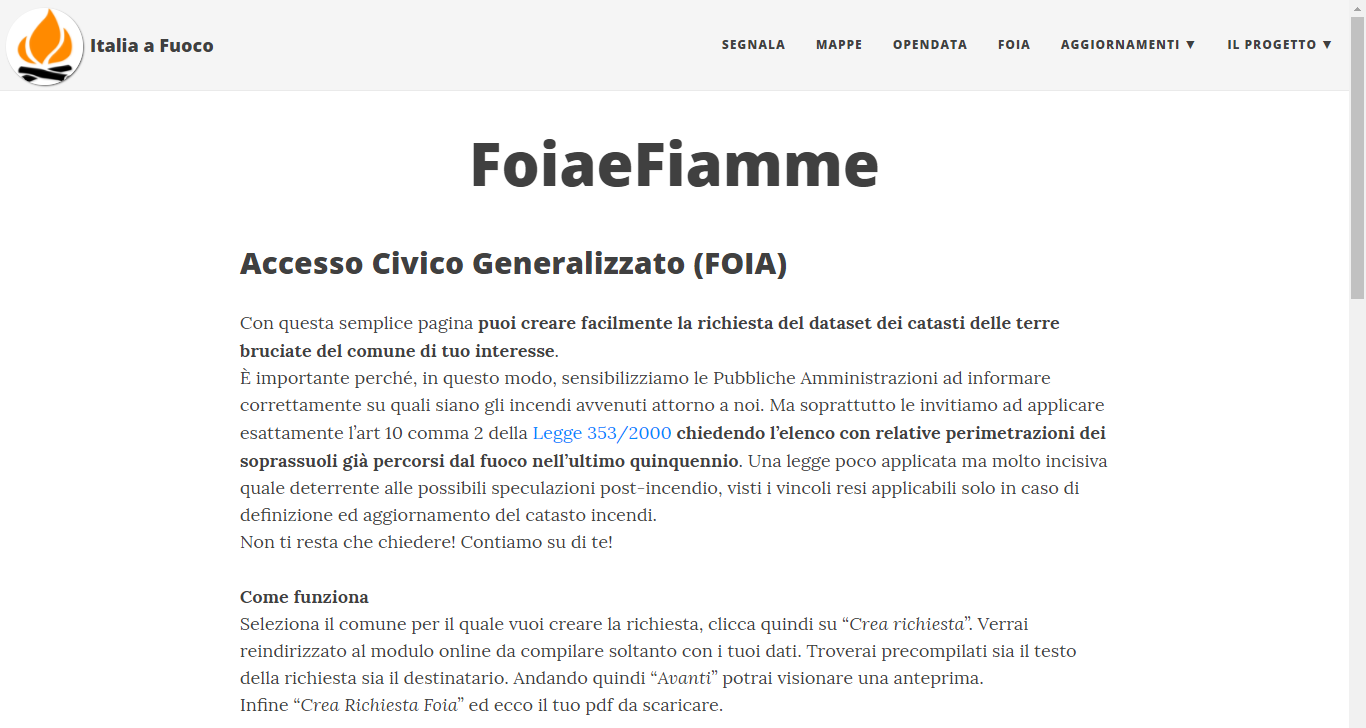 Italia a Fuoco
SEGNALA MAPPE OPENDATA FOIA AGGIORNAMENTI ▼ IL PROGETTO ▼
FoiaeFiamme
Accesso Civico Generalizzato (FOIA)
Con questa semplice pagina puoi creare facilmente la richiesta del dataset dei catasti delle terre
bruciate del comune di tuo interesse.
È importante perché, in questo modo, sensibilizziamo le Pubbliche Amministrazioni ad informare
correttamente su quali siano gli incendi avvenuti attorno a noi. Ma soprattutto le invitiamo ad applicare
esattamente l’art 10 comma 2 della Legge 353/2000 chiedendo l’elenco con relative perimetrazioni dei
soprassuoli già percorsi dal fuoco nell’ultimo quinquennio. Una legge poco applicata ma molto incisiva
quale deterrente alle possibili speculazioni post-incendio, visti i vincoli resi applicabili solo in caso di
definizione ed aggiornamento del catasto incendi.
Non ti resta che chiedere! Contiamo su di te!
Come funziona
Seleziona il comune per il quale vuoi creare la richiesta, clicca quindi su “Crea richiesta”. Verrai
reindirizzato al modulo online da compilare soltanto con i tuoi dati. Troverai precompilati sia il testo
della richiesta sia il destinatario. Andando quindi “Avanti” potrai visionare una anteprima.
Infine “Crea Richiesta Foia” ed ecco il tuo pdf da scaricare.